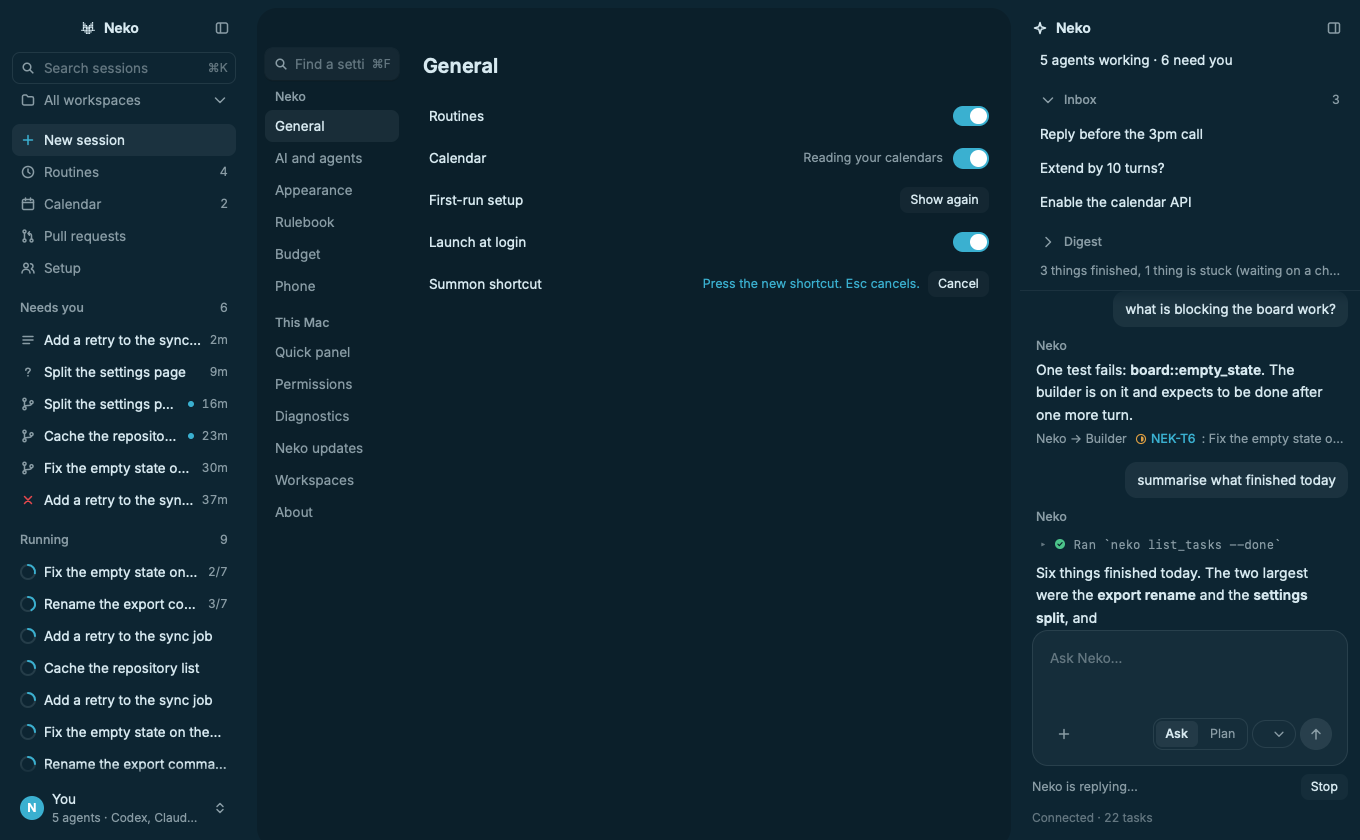 Neko
Search sessions ⌘K
All workspaces
New session
Routines 4
Calendar 2
Pull requests
Setup
Needs you 6
Add a retry to the sync... 2m
? Split the settings page 9m
Split the settings p... 16m
Cache the reposito... 23m
Fix the empty state o... 30m
Add a retry to the syn... 37m
Running 9
Fix the empty state on... 2/7
Rename the export co... 3/7
Add a retry to the sync job
Cache the repository list
Add a retry to the sync job
Fix the empty state on the...
Rename the export comma...
N
You
5 agents · Codex, Claud...
Find a setti ⌘F
Neko
General
AI and agents
Appearance
Rulebook
Budget
Phone
This Mac
Quick panel
Permissions
Diagnostics
Neko updates
Workspaces
About
General
Routines
Calendar Reading your calendars
First-run setup Show again
Launch at login
Summon shortcut Press the new shortcut. Esc cancels. Cancel
Neko
5 agents working · 6 need you
Inbox 3
Reply before the 3pm call
Extend by 10 turns?
Enable the calendar API
Digest
3 things finished, 1 thing is stuck (waiting on a ch...
what is blocking the board work?
Neko
One test fails: board::empty_state. The
builder is on it and expects to be done after
one more turn.
Neko → Builder NEK-T6 : Fix the empty state o...
summarise what finished today
Neko
Ran `neko list_tasks --done`
Six things finished today. The two largest
were the export rename and the settings
split, and
Ask Neko...
Ask Plan
Neko is replying... Stop
Connected · 22 tasks